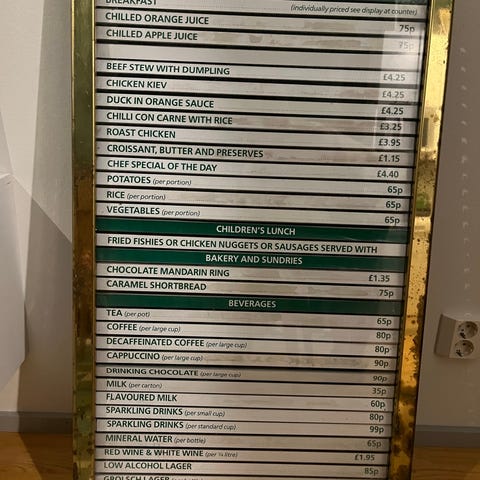 BREAKFAST (individually priced see display at counter)
CHILLED ORANGE JUICE 75p
CHILLED APPLE JUICE 75p
BEEF STEW WITH DUMPLING £4.25
CHICKEN KIEV £4.25
DUCK IN ORANGE SAUCE £4.25
CHILLI CON CARNE WITH RICE £3.25
ROAST CHICKEN £3.95
CROISSANT, BUTTER AND PRESERVES £1.15
CHEF SPECIAL OF THE DAY £4.40
POTATOES (per portion) 65p
RICE (per portion) 65p
VEGETABLES (per portion) 65p
CHILDREN'S LUNCH
FRIED FISHIES OR CHICKEN NUGGETS OR SAUSAGES SERVED WITH
BAKERY AND SUNDRIES
CHOCOLATE MANDARIN RING £1.35
CARAMEL SHORTBREAD 75p
BEVERAGES
TEA (per pot) 65p
COFFEE (per large cup) 80p
DECAFFEINATED COFFEE (per large cup) 80p
CAPPUCCINO (per large cup) 90p
DRINKING CHOCOLATE (per large cup) 90p
MILK (per carton) 35p
FLAVOURED MILK 60p
SPARKLING DRINKS (per small cup) 80p
SPARKLING DRINKS (per standard cup) 99p
MINERAL WATER (per bottle) 65p
RED WINE & WHITE WINE (per ¼ litre) £1.95
LOW ALCOHOL LAGER 85p
GROLSCH LAGER